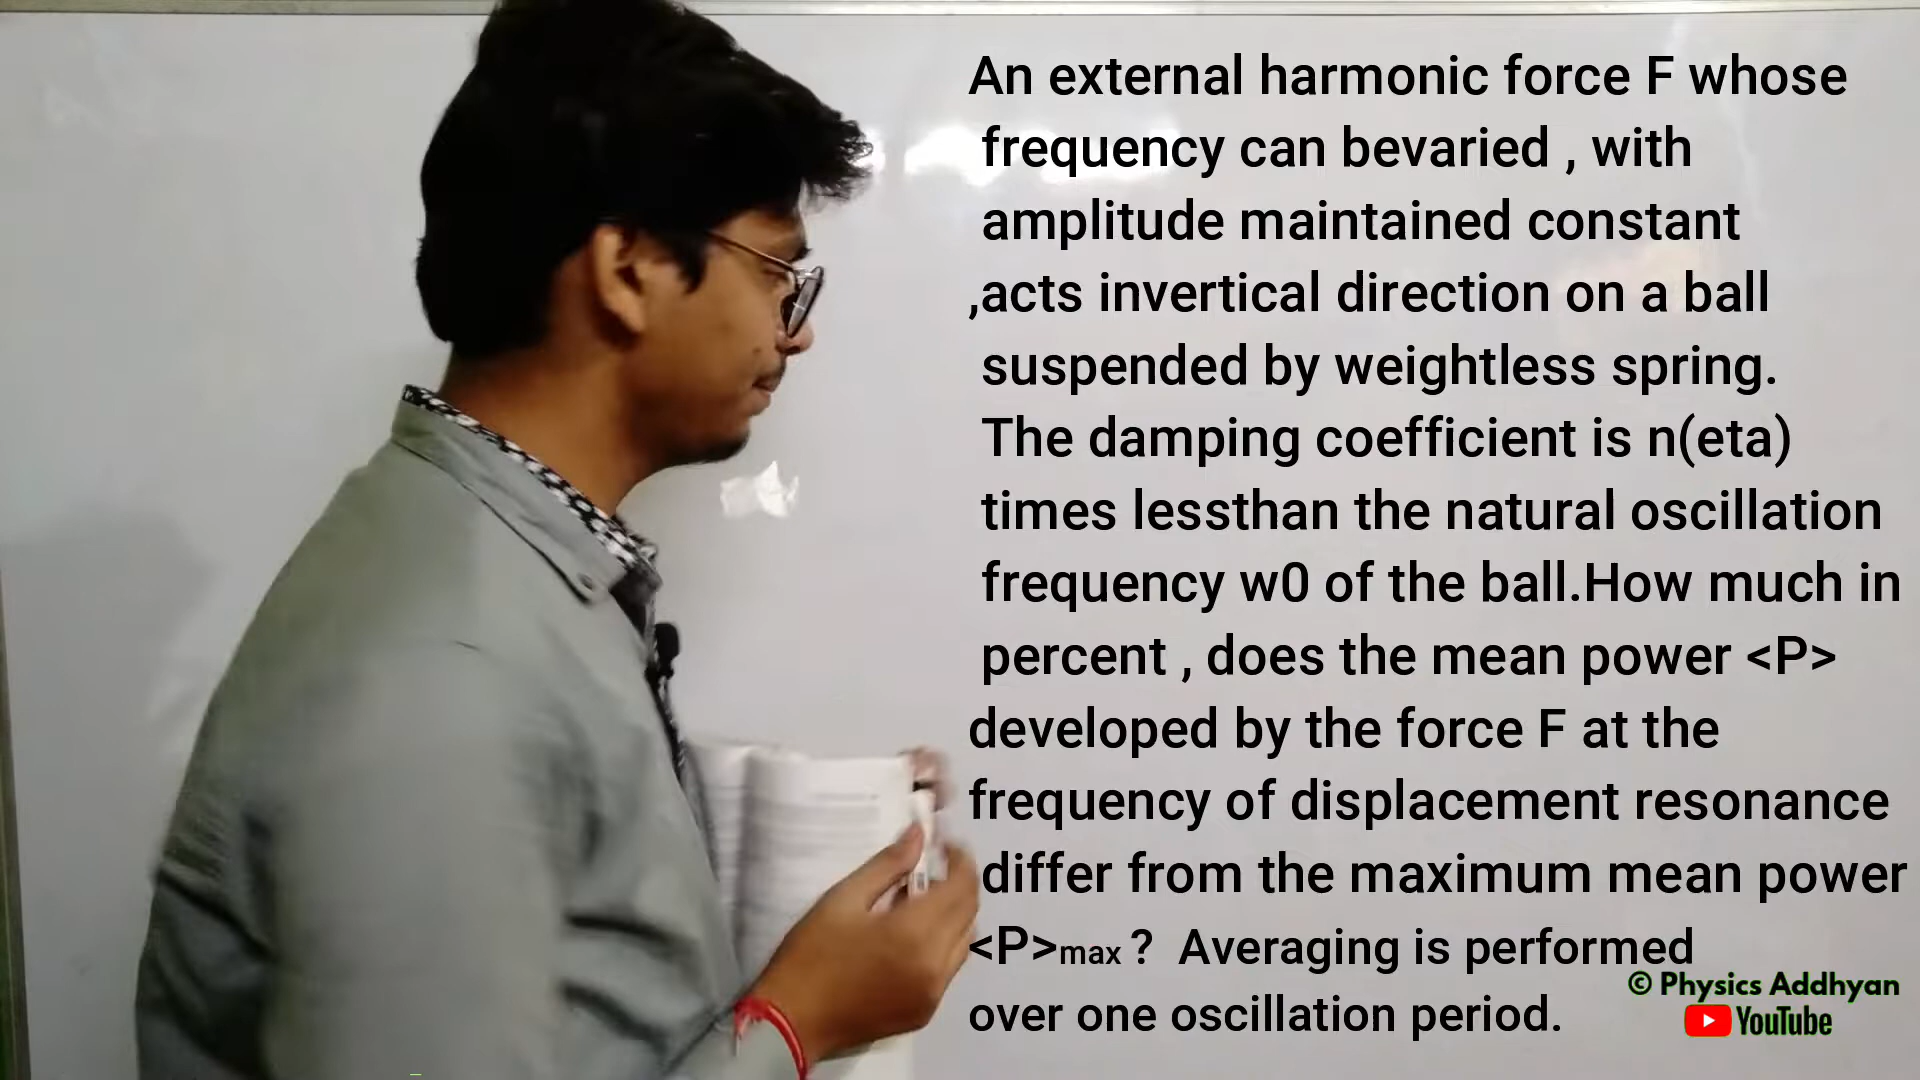 An external harmonic force F whose
frequency can bevaried , with
amplitude maintained constant
,acts invertical direction on a ball
suspended by weightless spring.
The damping coefficient is n(eta)
times lessthan the natural oscillation
frequency w0 of the ball.How much in
percent , does the mean power <P>
developed by the force F at the
frequency of displacement resonance
differ from the maximum mean power
<P>max ? Averaging is performed
over one oscillation period.
© Physics Addhyan
YouTube